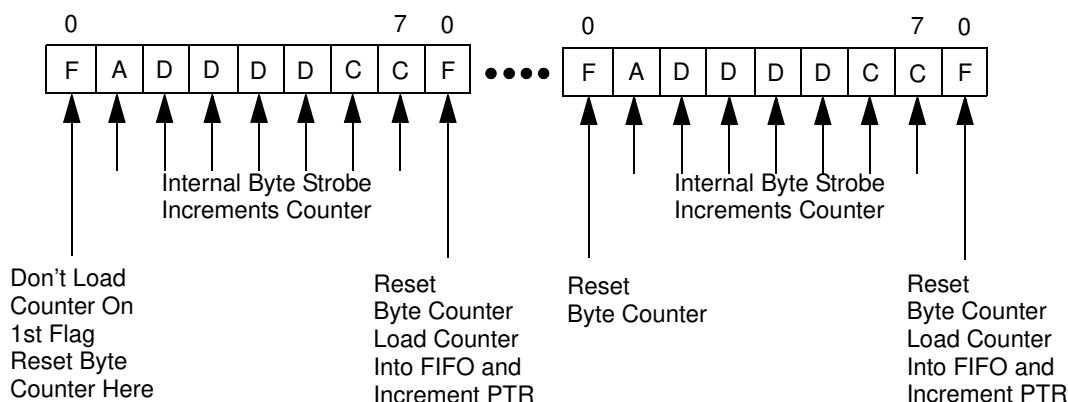 0 7 0 0 7 0
F A D D D D C C F F A D D D D C C F
Internal Byte Strobe
Increments Counter
Internal Byte Strobe
Increments Counter
Don't Load
Counter On
1st Flag
Reset Byte
Counter Here
Reset
Byte Counter
Load Counter
Into FIFO and
Increment PTR
Reset
Byte Counter
Reset
Byte Counter
Load Counter
Into FIFO and
Increment PTR